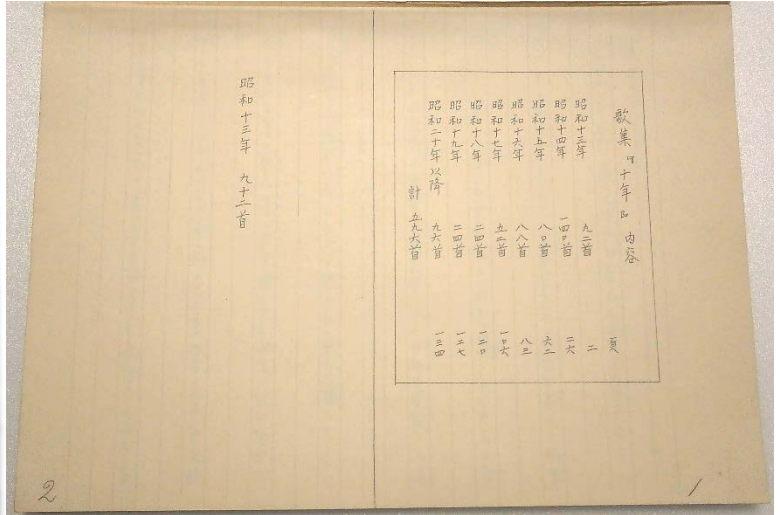 歌集『十年』内容
頁
昭和十三年 九二首 二
昭和十四年 一四〇首 二六
昭和十五年 八〇首 六二
昭和十六年 八八首 八三
昭和十七年 五二首 一〇六
昭和十八年 二四首 一二〇
昭和十九年 二四首 一二七
昭和二十年以降 九六首 一三四
計 五九六首
1
昭和十三年 九十二首
2